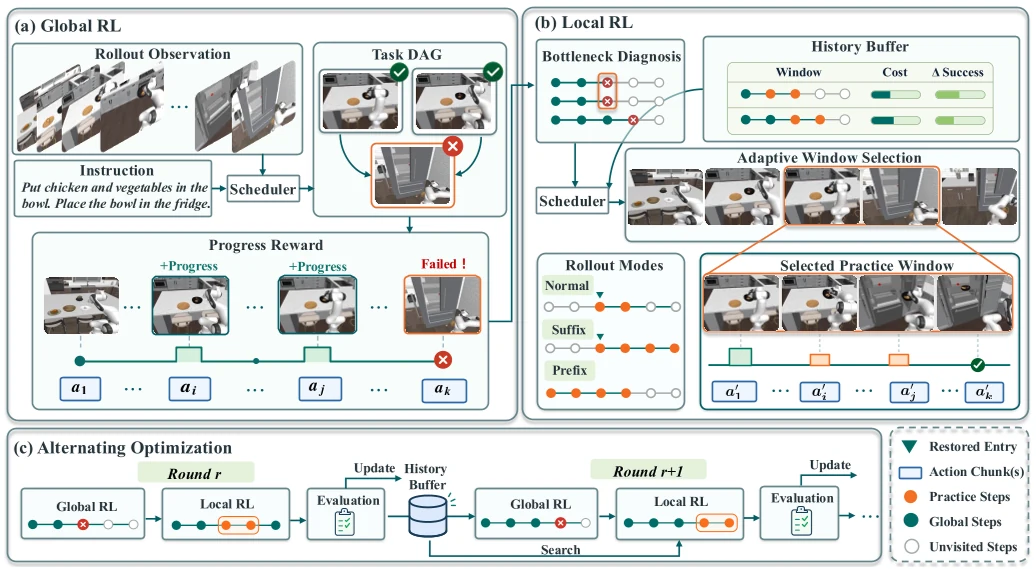 (a) Global RL
Rollout Observation
Instruction
Put chicken and vegetables in the
bowl. Place the bowl in the fridge.
Scheduler
Task DAG
Progress Reward
+Progress
+Progress
Failed !
a1
ai
aj
ak
(b) Local RL
Bottleneck Diagnosis
History Buffer
Window
Cost
Δ Success
Adaptive Window Selection
Scheduler
Rollout Modes
Normal
Suffix
Prefix
Selected Practice Window
a′1
a′i
a′j
a′k
(c) Alternating Optimization
Round r
Global RL
Local RL
Evaluation
Update
History
Buffer
Round r+1
Global RL
Local RL
Search
Evaluation
Update
Restored Entry
Action Chunk(s)
Practice Steps
Global Steps
Unvisited Steps